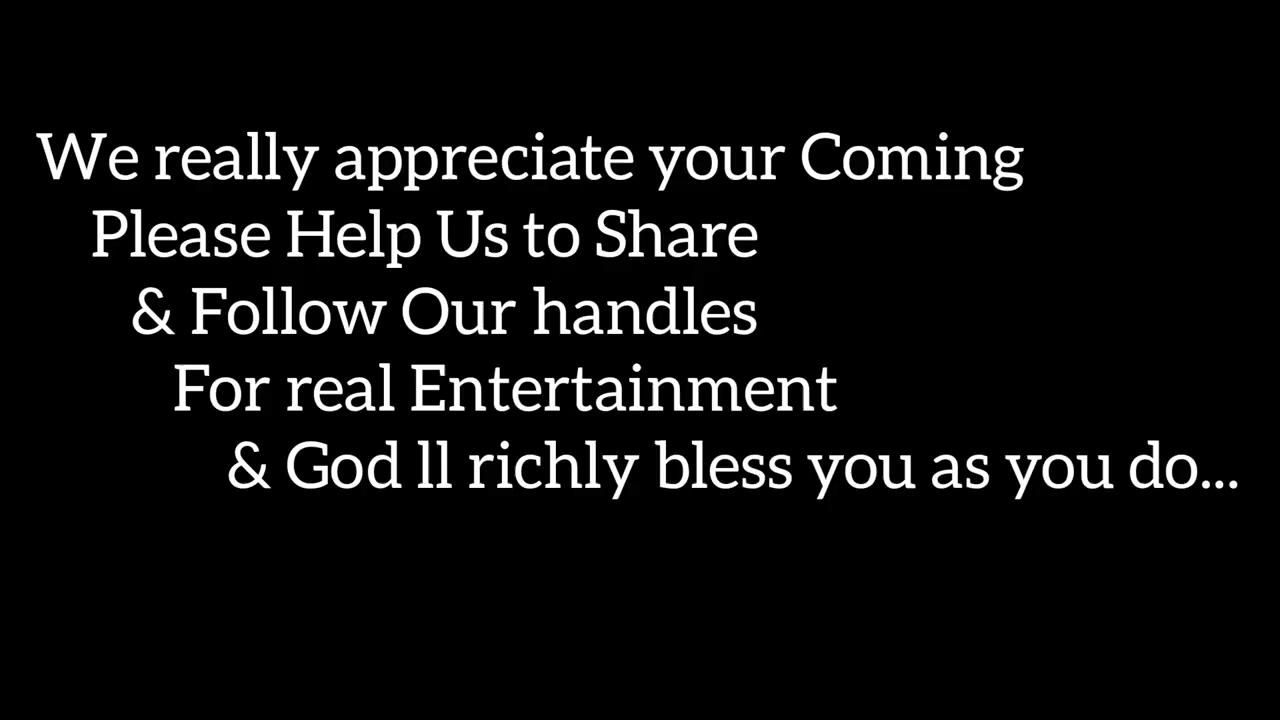 We really appreciate your Coming
Please Help Us to Share
& Follow Our handles
For real Entertainment
& God ll richly bless you as you do...